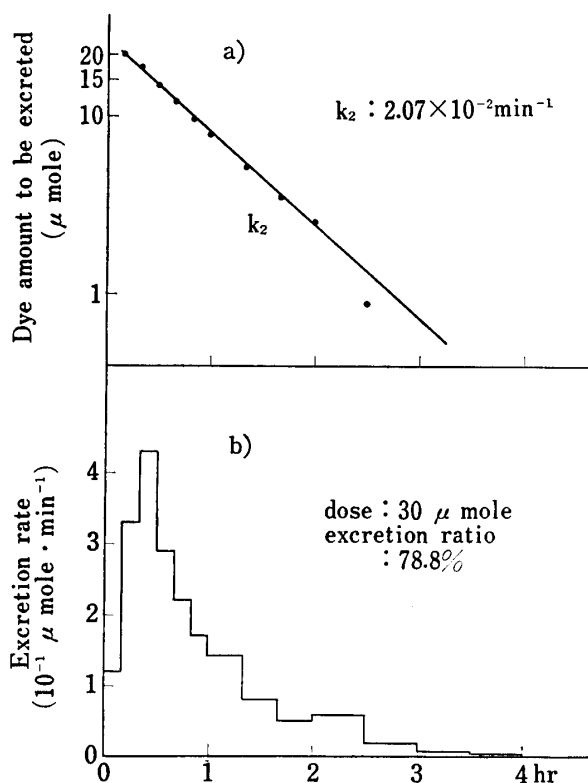 a)
Dye amount to be excreted
(μ mole)
20
15
10
1
k₂ : 2.07×10⁻² min⁻¹
k₂
b)
Excretion rate
(10⁻¹ μ mole · min⁻¹)
4
3
2
1
0
dose : 30 μ mole
excretion ratio
: 78.8%
0 1 2 3 4 hr